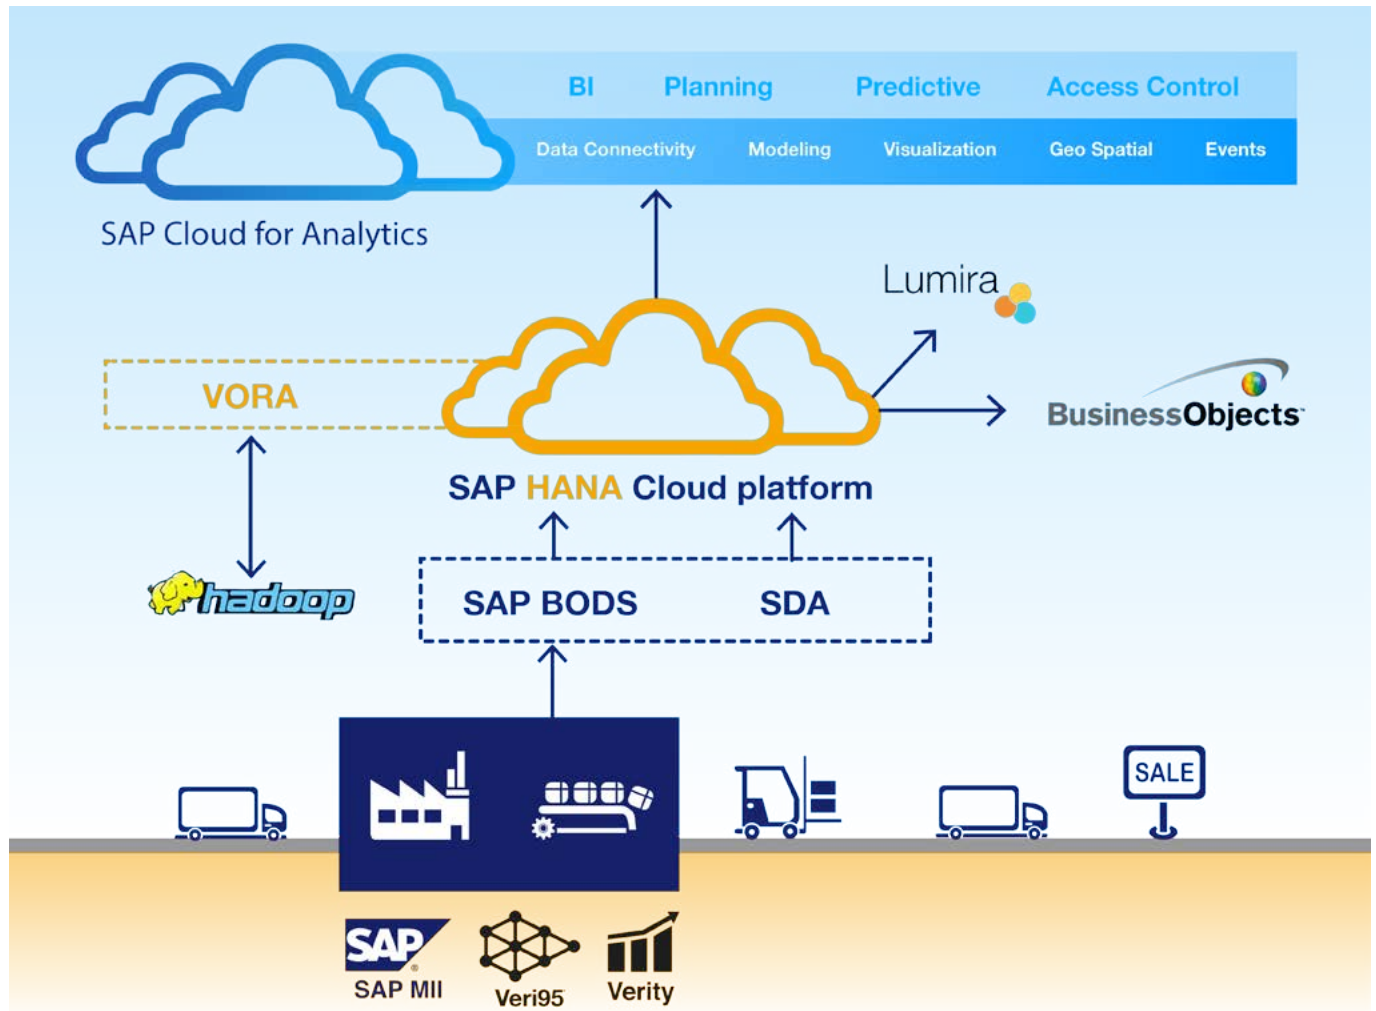 BI Planning Predictive Access Control
Data Connectivity Modeling Visualization Geo Spatial Events
SAP Cloud for Analytics
Lumira
VORA
BusinessObjects™
SAP HANA Cloud platform
hadoop
SAP BODS SDA
SALE
SAP®
SAP MII
Veri95
Verity